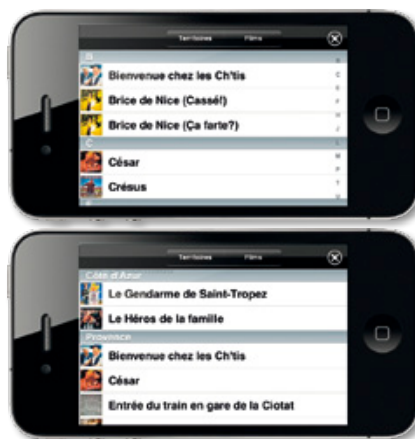 Territoires Films
B
Bienvenue chez les Ch'tis
Brice de Nice (Cassé!)
Brice de Nice (Ça farte?)
C
César
Crésus
Territoires Films
Côte d'Azur
Le Gendarme de Saint-Tropez
Le Héros de la famille
Provence
Bienvenue chez les Ch'tis
César
Entrée du train en gare de la Ciotat